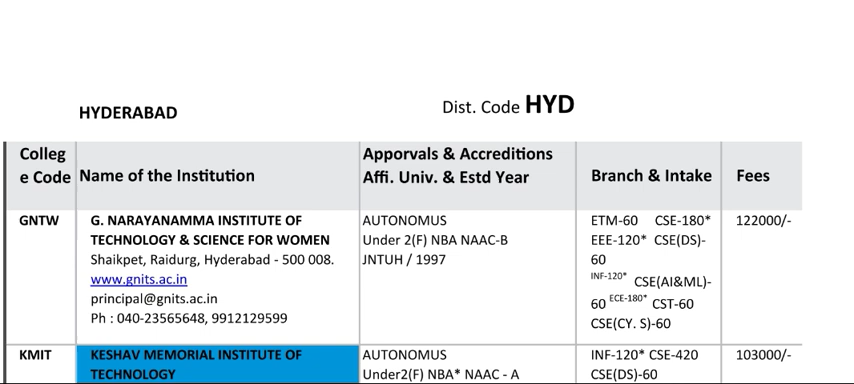 HYDERABAD
Dist. Code HYD
Colleg
e Code
Name of the Institution
Apporvals & Accreditions
Affi. Univ. & Estd Year
Branch & Intake
Fees
GNTW
G. NARAYANAMMA INSTITUTE OF
TECHNOLOGY & SCIENCE FOR WOMEN
Shaikpet, Raidurg, Hyderabad - 500 008.
www.gnits.ac.in
principal@gnits.ac.in
Ph : 040-23565648, 9912129599
AUTONOMUS
Under 2(F) NBA NAAC-B
JNTUH / 1997
ETM-60 CSE-180*
EEE-120* CSE(DS)-
60
INF-120* CSE(AI&ML)-
60 ECE-180* CST-60
CSE(CY. S)-60
122000/-
KMIT
KESHAV MEMORIAL INSTITUTE OF
TECHNOLOGY
AUTONOMUS
Under2(F) NBA* NAAC - A
INF-120* CSE-420
CSE(DS)-60
103000/-